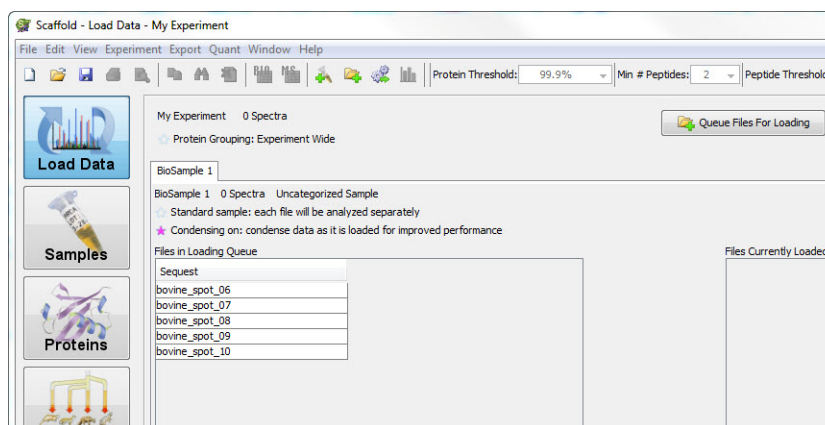 Scaffold - Load Data - My Experiment
File Edit View Experiment Export Quant Window Help
Protein Threshold: 99.9% Min # Peptides: 2 Peptide Threshold
Load Data
Samples
Proteins
My Experiment 0 Spectra
Queue Files For Loading
Protein Grouping: Experiment Wide
BioSample 1
BioSample 1 0 Spectra Uncategorized Sample
Standard sample: each file will be analyzed separately
Condensing on: condense data as it is loaded for improved performance
Files in Loading Queue
Files Currently Loaded
Sequest
bovine_spot_06
bovine_spot_07
bovine_spot_08
bovine_spot_09
bovine_spot_10